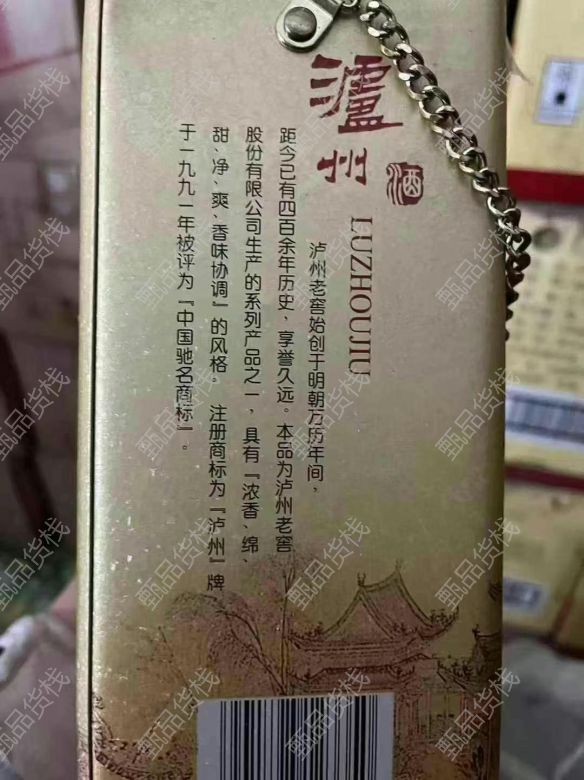 瀘州
酒
LUZHOUJIU
泸州老窖始创于明朝万历年间，
距今已有四百余年历史，享誉久远。本品为泸州老窖
股份有限公司生产的系列产品之一，具有『浓香、绵、
甜、净、爽、香味协调』的风格。注册商标为『泸州』牌
于一九九一年被评为『中国驰名商标』。
甄品货栈